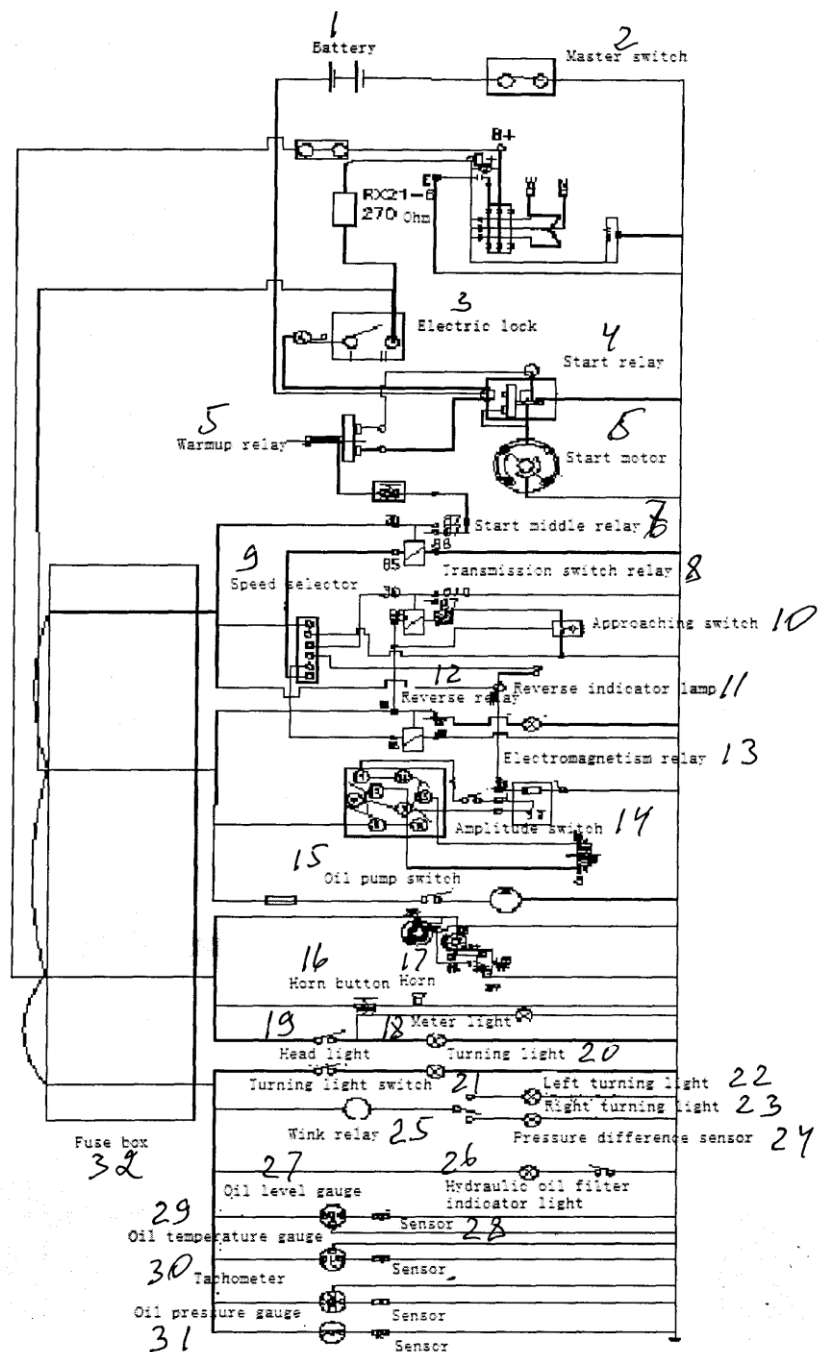 1 2
Battery
Master switch
B+
E
RX21-6
270 Ohm
3
Electric lock
4
Start relay
5
Warmup relay
6
Start motor
7
Start middle relay
9
Speed selector
30
86
85
Transmission switch relay 8
30
Approaching switch 10
12
Reverse relay
Reverse indicator lamp 11
Electromagnetism relay 13
Amplitude switch 14
15
Oil pump switch
16 17
Horn button Horn
19 18 Meter light
Head light
Turning light 20
Turning light switch 21
Left turning light 22
Right turning light 23
Wink relay 25
Pressure difference sensor 24
Fuse box
32
27 26
Oil level gauge
Hydraulic oil filter
indicator light
29
Sensor 28
Oil temperature gauge
30 Tachometer
Sensor
Oil pressure gauge
Sensor
31
Sensor